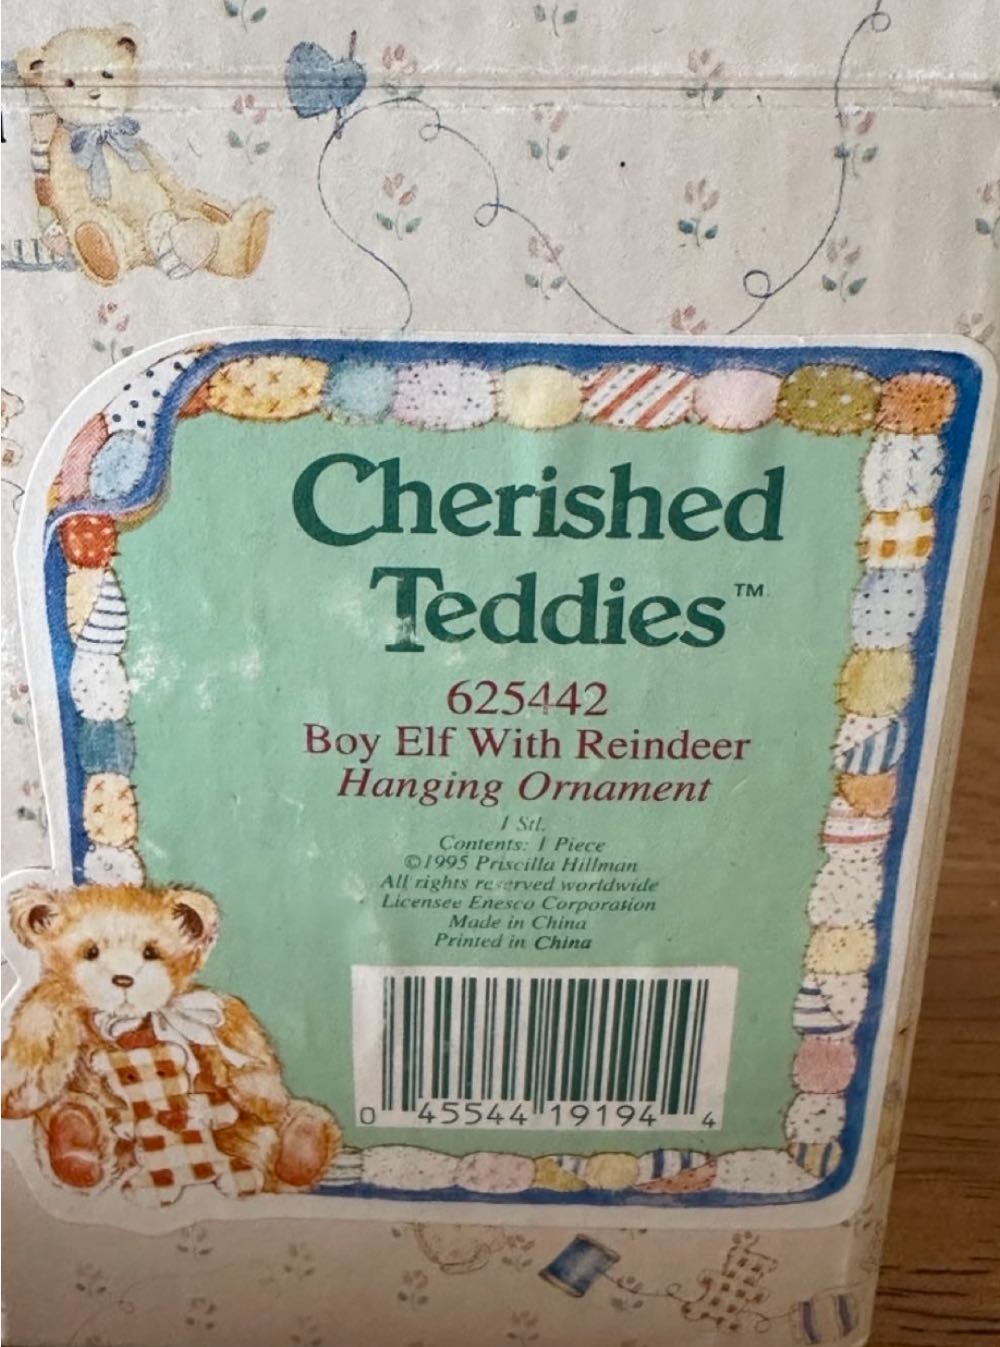 Cherished
Teddies™
625442
Boy Elf With Reindeer
Hanging Ornament
1 Stl.
Contents: 1 Piece
©1995 Priscilla Hillman
All rights reserved worldwide
Licensee Enesco Corporation
Made in China
Printed in China
0 45544 19194 4